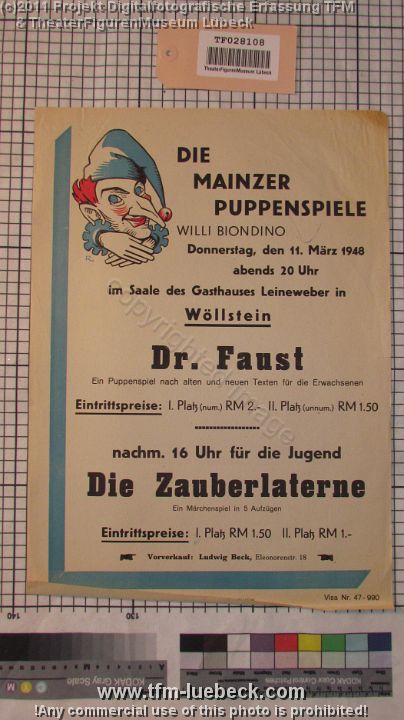 (c)2011 Projekt Digitalfotografische Erfassung TFM
& TheaterFigurenMuseum Lübeck
TF028108
TheaterFigurenMuseum Lübeck
DIE
MAINZER
PUPPENSPIELE
WILLI BIONDINO
Donnerstag, den 11. März 1948
abends 20 Uhr
im Saale des Gasthauses Leineweber in
Wöllstein
copyrighted image
Dr. Faust
Ein Puppenspiel nach alten und neuen Texten für die Erwachsenen
Eintrittspreise: I. Platz (num.) RM 2.- II. Platz (unnum.) RM 1.50
nachm. 16 Uhr für die Jugend
Die Zauberlaterne
Ein Märchenspiel in 5 Aufzügen
Eintrittspreise: I. Platz RM 1.50 II. Platz RM 1.-
Vorverkauf: Ludwig Beck, Eleonorenstr. 18
Visa Nr. 47-990
140
130
KODAK Gray Scale
KODAK Color Control Patches
www.tfm-luebeck.com
!Any commercial use of this photo is prohibited!